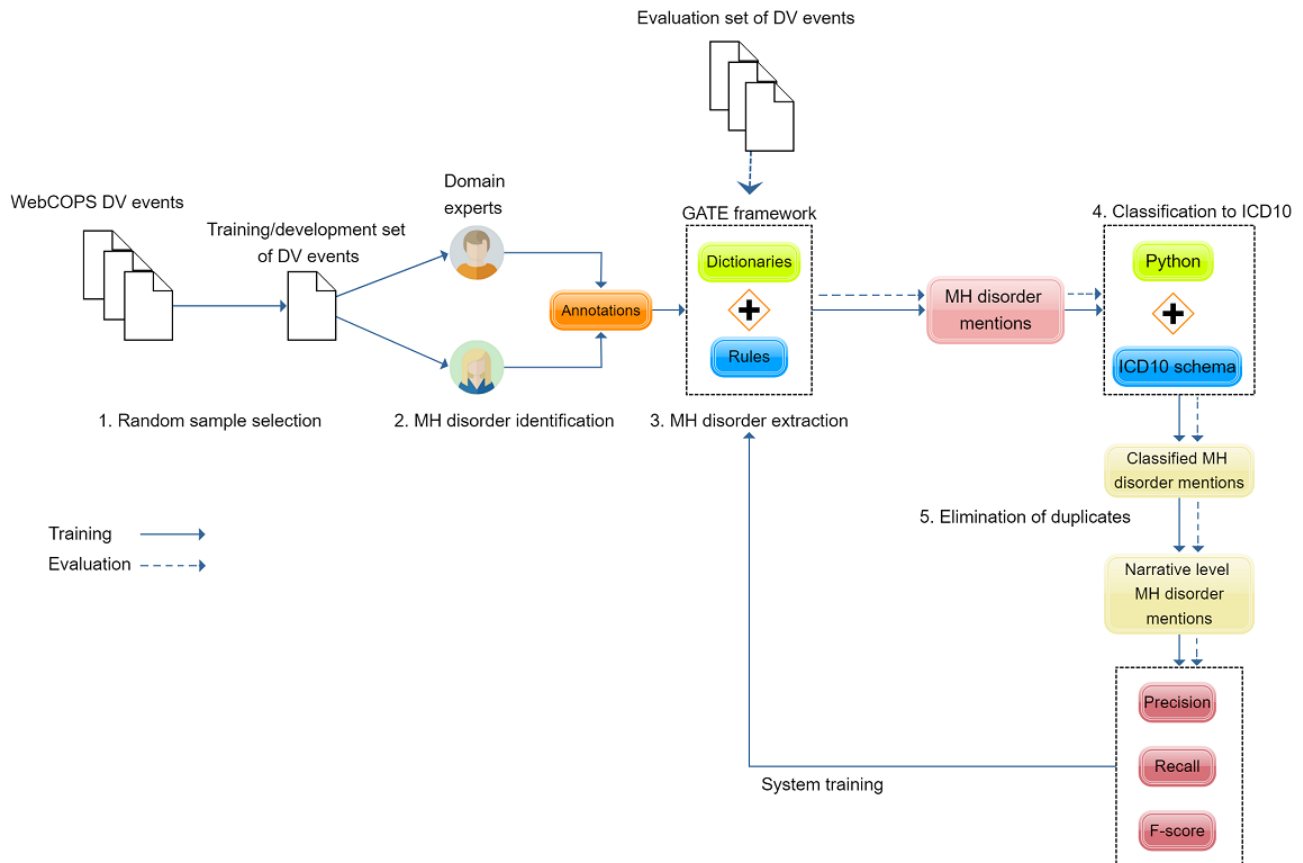 Evaluation set of DV events
WebCOPS DV events
Training/development set
of DV events
Domain
experts
Annotations
GATE framework
Dictionaries
Rules
MH disorder
mentions
4. Classification to ICD10
Python
ICD10 schema
1. Random sample selection
2. MH disorder identification
3. MH disorder extraction
Classified MH
disorder mentions
5. Elimination of duplicates
Narrative level
MH disorder
mentions
Training
Evaluation
Precision
Recall
F-score
System training